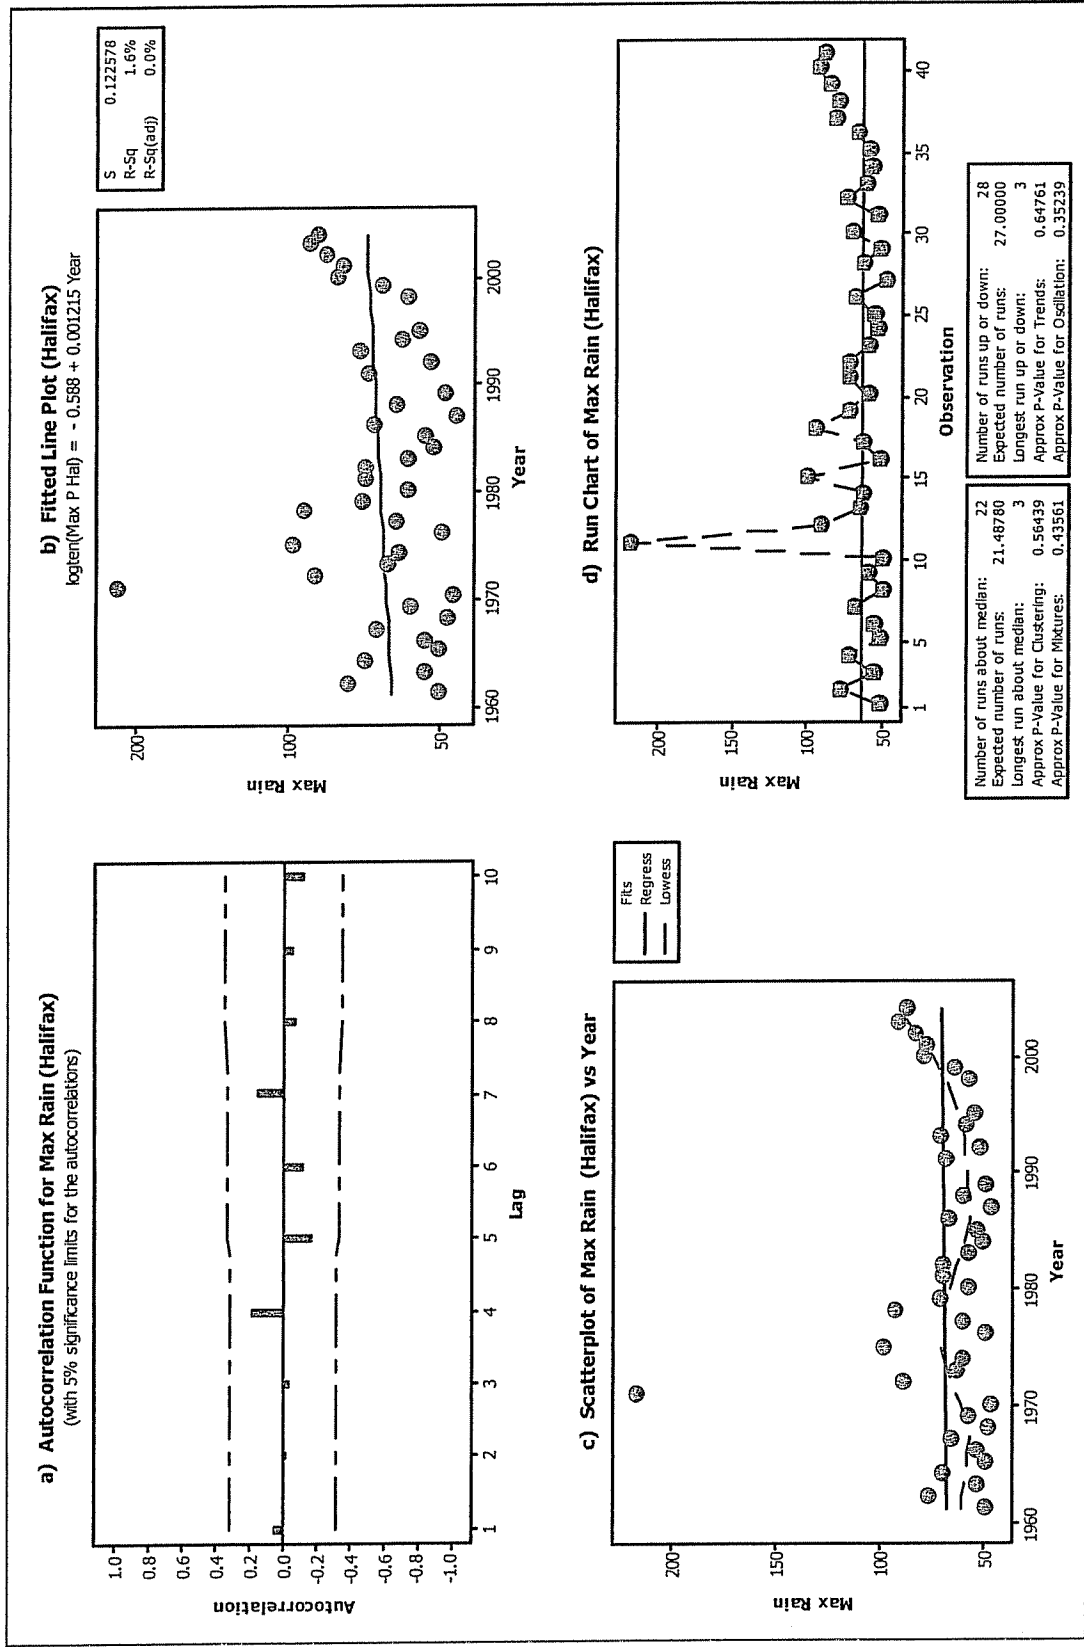 a) Autocorrelation Function for Max Rain (Halifax)
(with 5% significance limits for the autocorrelations)
1.0
0.8
0.6
0.4
0.2
0.0
-0.2
-0.4
-0.6
-0.8
-1.0
Autocorrelation
1 2 3 4 5 6 7 8 9 10
Lag
b) Fitted Line Plot (Halifax)
logten(Max P Hal) = - 0.588 + 0.001215 Year
S 0.122578
R-Sq 1.6%
R-Sq(adj) 0.0%
200
100
50
Max Rain
1960 1970 1980 1990 2000
Year
c) Scatterplot of Max Rain (Halifax) vs Year
Fits
Regress
Lowess
200
150
100
50
Max Rain
1960 1970 1980 1990 2000
Year
d) Run Chart of Max Rain (Halifax)
200
150
100
50
Max Rain
1 5 10 15 20 25 30 35 40
Observation
Number of runs about median: 22
Expected number of runs: 21.48780
Longest run about median: 3
Approx P-Value for Clustering: 0.56439
Approx P-Value for Mixtures: 0.43561
Number of runs up or down: 28
Expected number of runs: 27.00000
Longest run up or down: 3
Approx P-Value for Trends: 0.64761
Approx P-Value for Oscillation: 0.35239